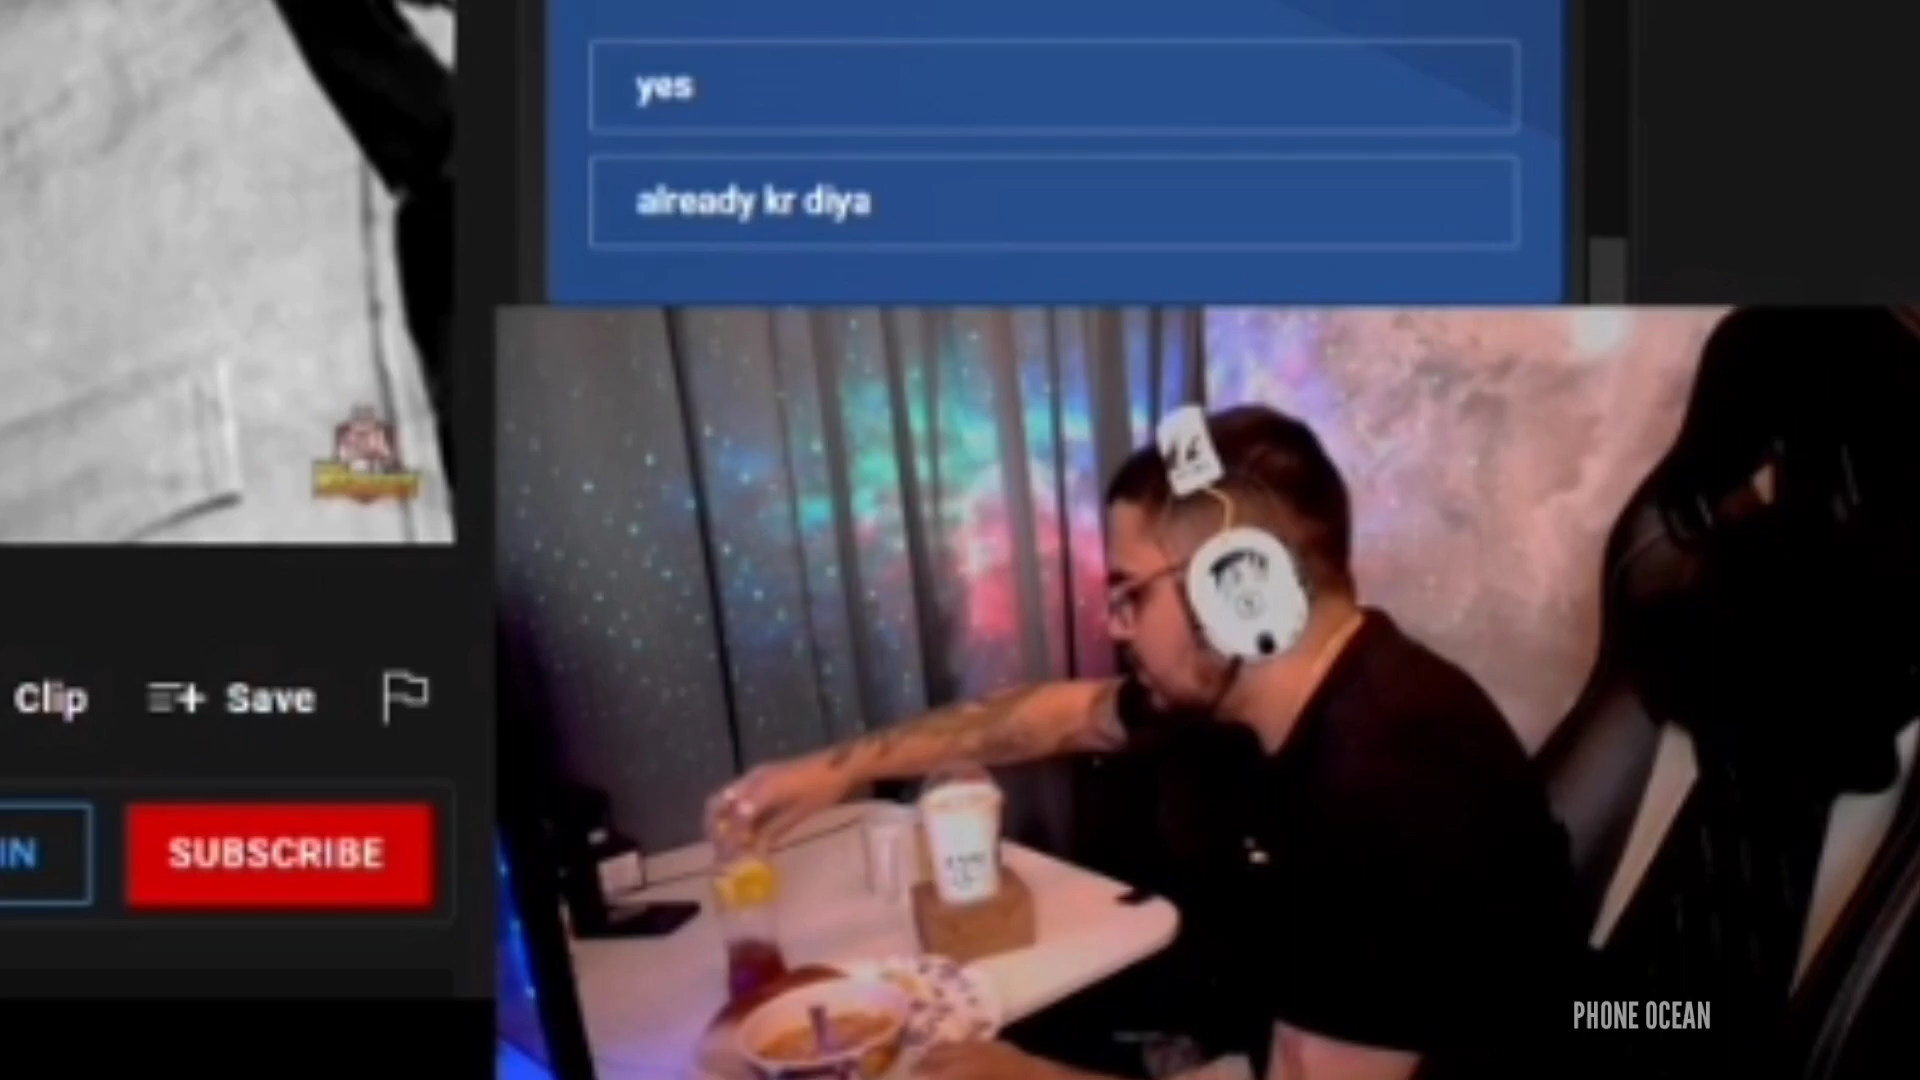 yes
already kr diya
Clip
Save
IN
SUBSCRIBE
PHONE OCEAN